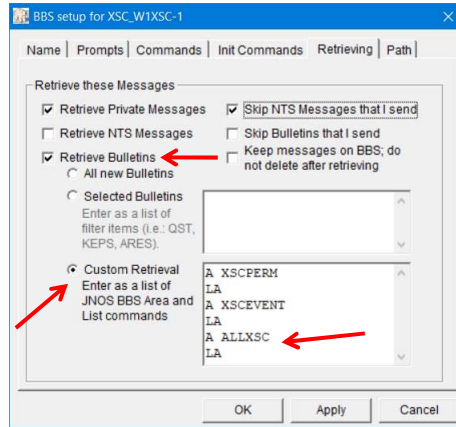 BBS setup for XSC_W1XSC-1
Name Prompts Commands Init Commands Retrieving Path
Retrieve these Messages
Retrieve Private Messages
Skip NTS Messages that I send
Retrieve NTS Messages
Skip Bulletins that I send
Retrieve Bulletins
Keep messages on BBS; do
not delete after retrieving
All new Bulletins
Selected Bulletins
Enter as a list of
filter items (i.e.: QST,
KEPS, ARES).
Custom Retrieval
Enter as a list of
JNOS BBS Area and
List commands
A XSCPERM
LA
A XSCEVENT
LA
A ALLXSC
LA
OK Apply Cancel